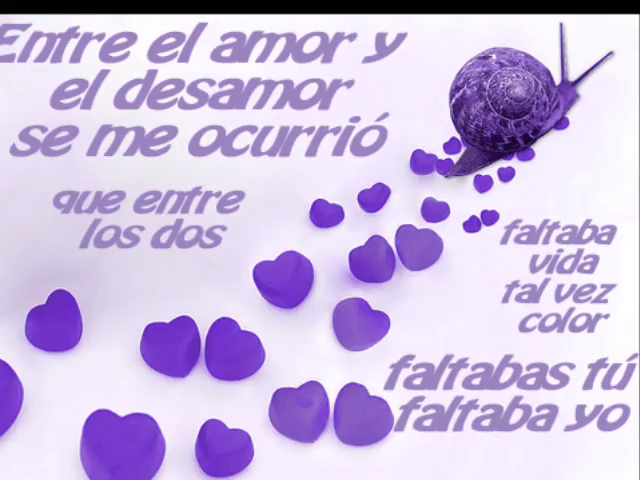 Entre el amor y
el desamor
se me ocurrió
que entre
los dos
faltaba
vida
tal vez
color
faltabas tú
faltaba yo